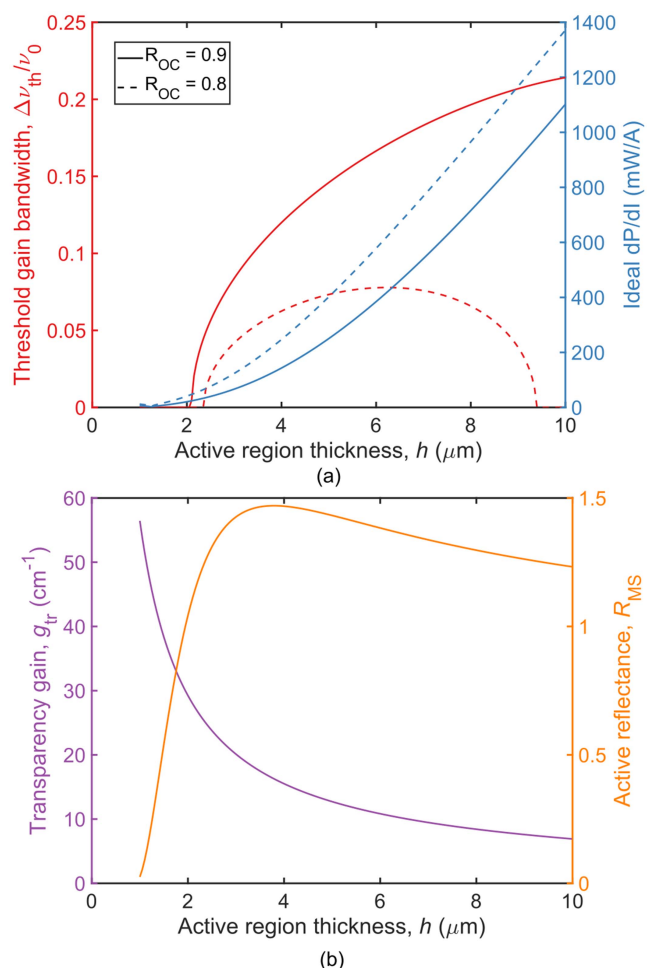 Threshold gain bandwidth, Δν_th/ν_0
0.25
0.2
0.15
0.1
0.05
0
R_OC = 0.9
R_OC = 0.8
1400
1200
1000
800
600
400
200
0
Ideal dP/dI (mW/A)
0 2 4 6 8 10
Active region thickness, h (μm)
(a)
Transparency gain, g_tr (cm⁻¹)
60
50
40
30
20
10
0
1.5
1
0.5
0
Active reflectance, R_MS
0 2 4 6 8 10
Active region thickness, h (μm)
(b)